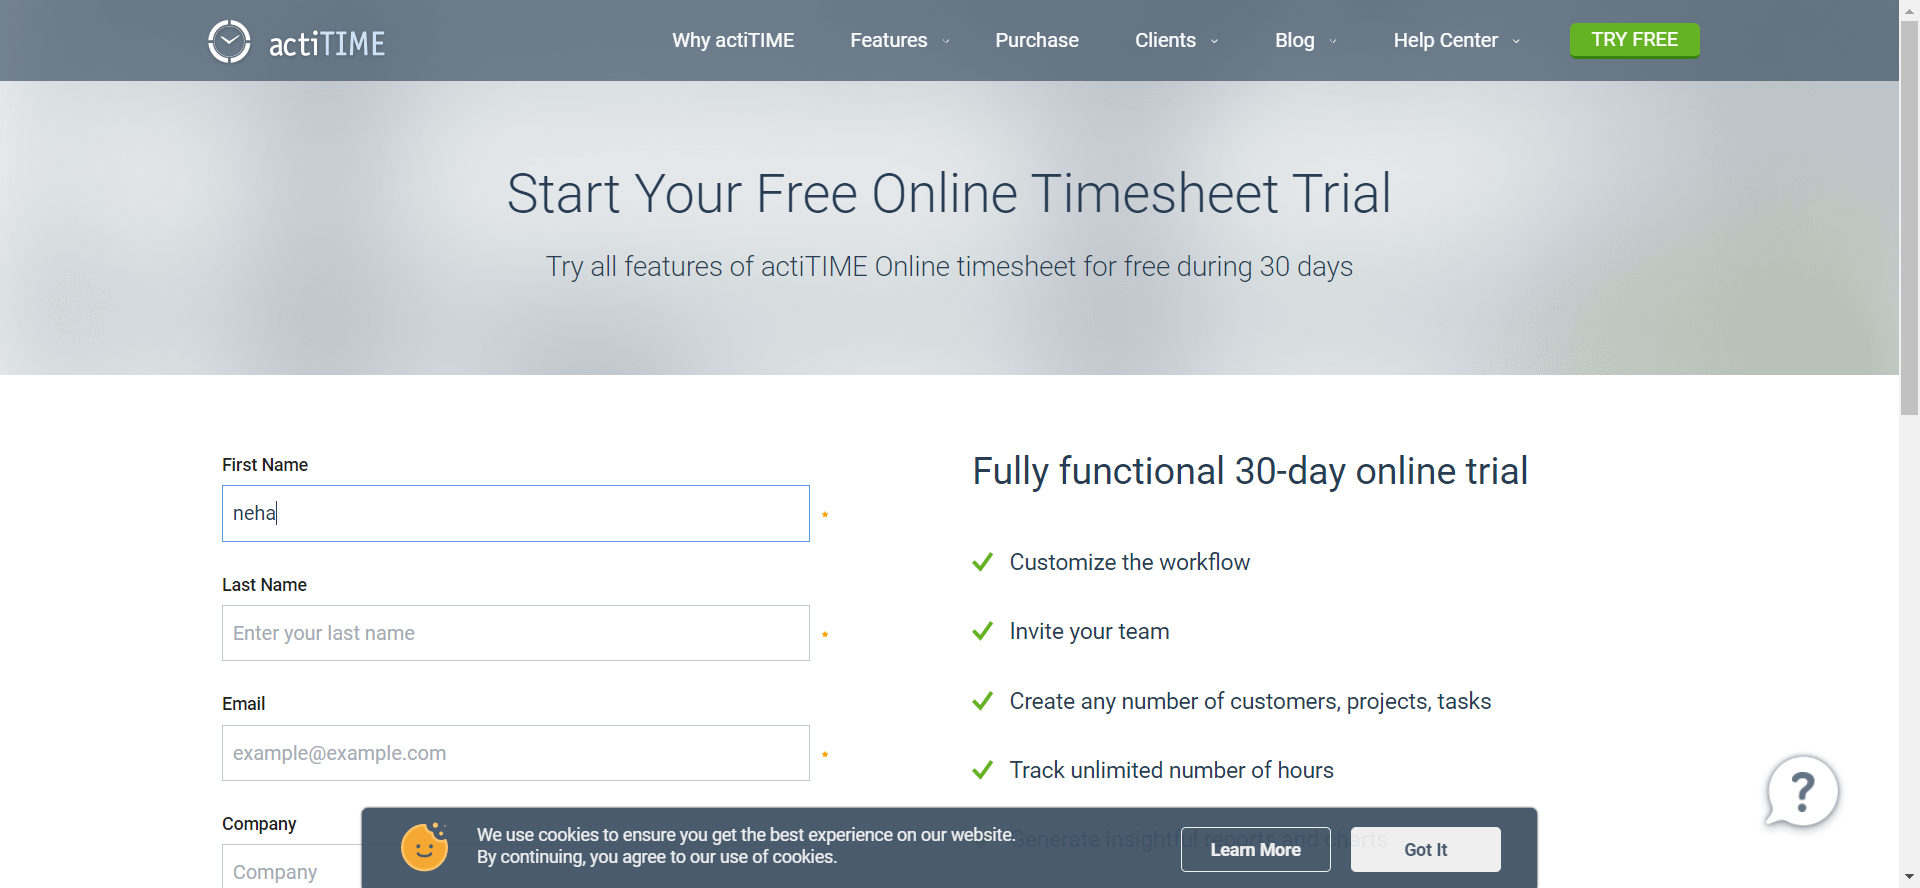 actiTIME
Why actiTIME
Features
Purchase
Clients
Blog
Help Center
TRY FREE
Start Your Free Online Timesheet Trial
Try all features of actiTIME Online timesheet for free during 30 days
First Name
neha
*
Last Name
Enter your last name
*
Email
example@example.com
*
Company
Company
Fully functional 30-day online trial
Customize the workflow
Invite your team
Create any number of customers, projects, tasks
Track unlimited number of hours
Generate insightful reports and charts
We use cookies to ensure you get the best experience on our website.
By continuing, you agree to our use of cookies.
Learn More
Got It
?